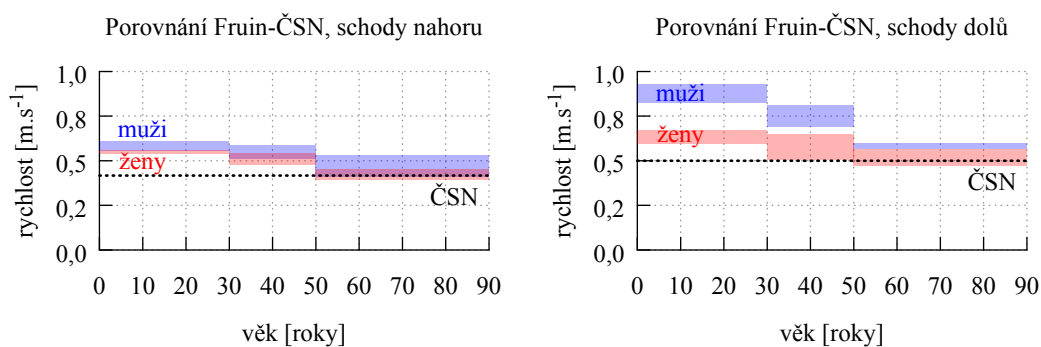 Porovnání Fruin-ČSN, schody nahoru
rychlost [m.s-1]
1,0
0,8
0,5
0,2
0,0
muži
ženy
ČSN
0 10 20 30 40 50 60 70 80 90
věk [roky]
Porovnání Fruin-ČSN, schody dolů
rychlost [m.s-1]
1,0
0,8
0,5
0,2
0,0
muži
ženy
ČSN
0 10 20 30 40 50 60 70 80 90
věk [roky]